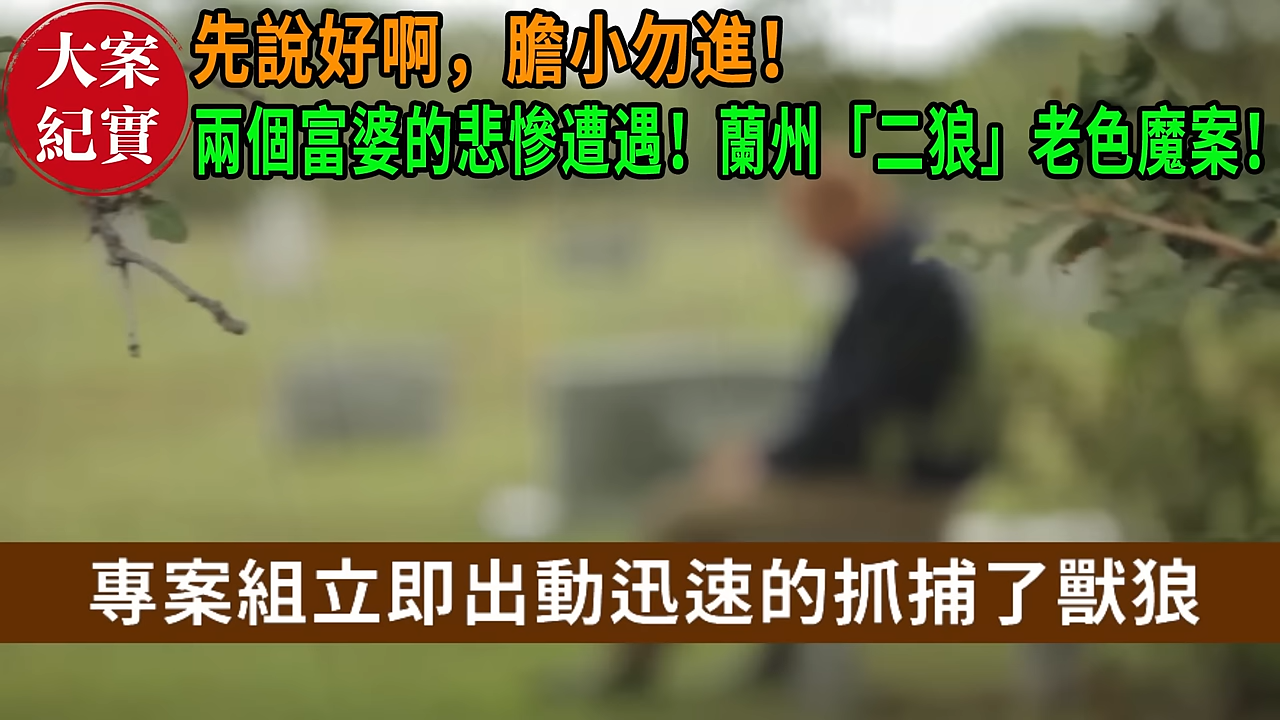 大案
紀實
先說好啊，膽小勿進！
兩個富婆的悲慘遭遇！蘭州「二狼」老色魔案！
專案組立即出動迅速的抓捕了獸狼